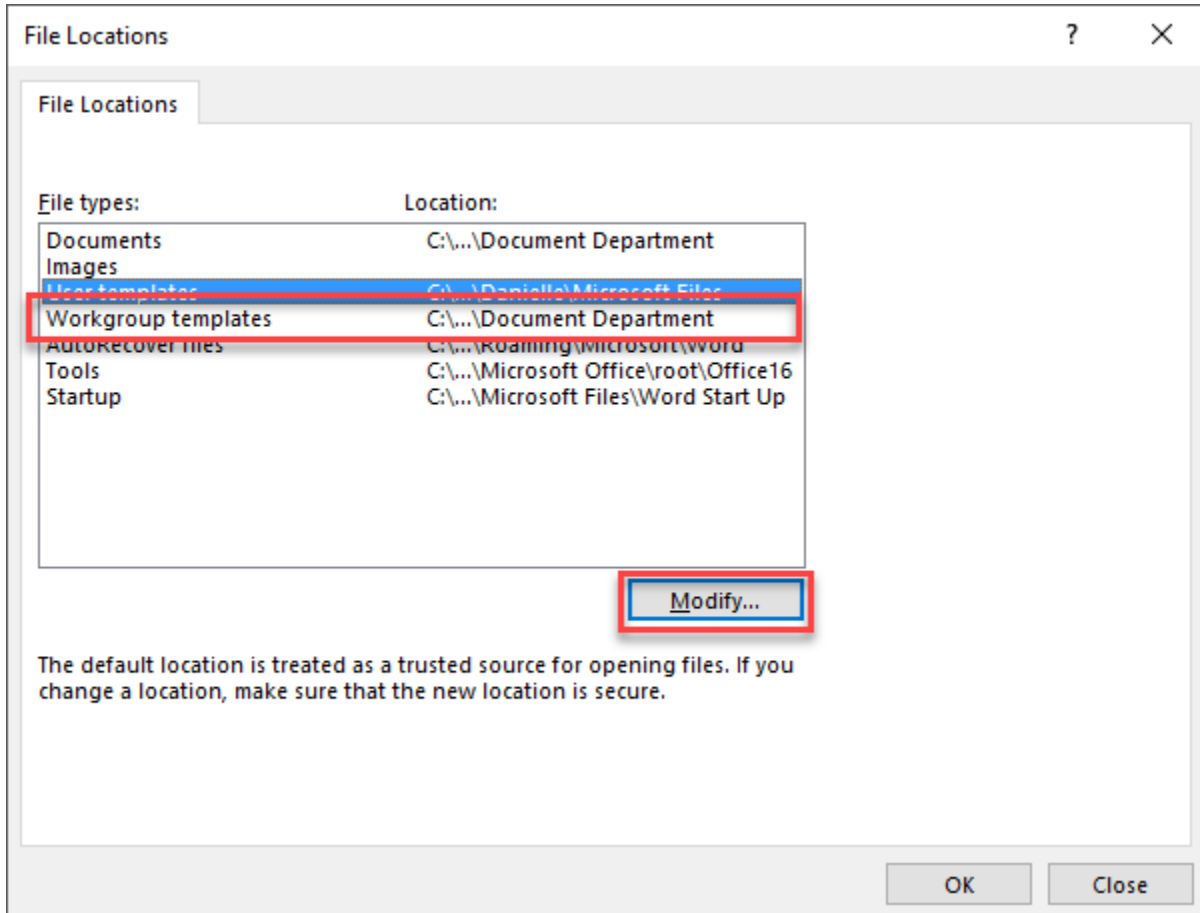 File Locations ?
File Locations
File types: Location:
Documents C:\...\Document Department
Images
User templates C:\...\Danielle\Microsoft Files
Workgroup templates C:\...\Document Department
AutoRecover files C:\...\Roaming\Microsoft\Word
Tools C:\...\Microsoft Office\root\Office16
Startup C:\...\Microsoft Files\Word Start Up
Modify...
The default location is treated as a trusted source for opening files. If you
change a location, make sure that the new location is secure.
OK Close